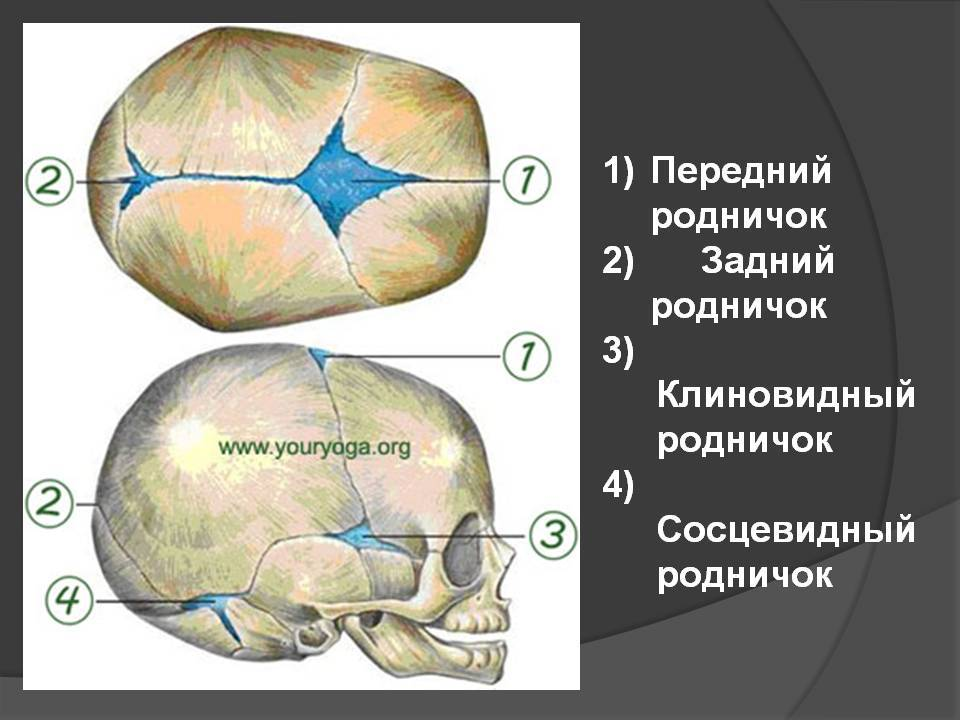 2
1
1
www.youryoga.org
2
3
4
1) Передний
родничок
2) Задний
родничок
3)
Клиновидный
родничок
4)
Сосцевидный
родничок